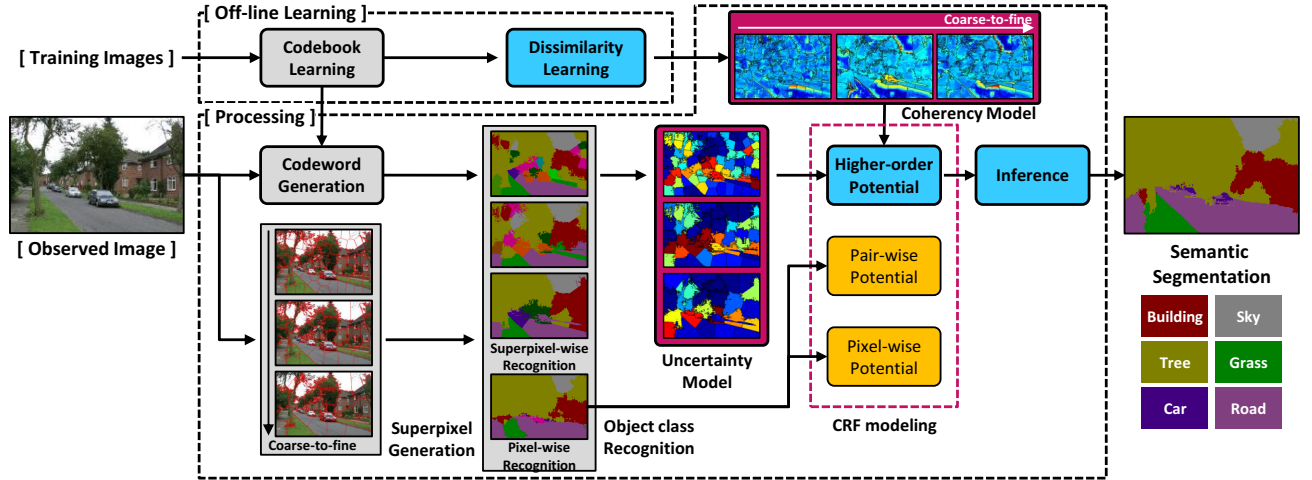 [ Off-line Learning ]
Coarse-to-fine
[ Training Images ]
Codebook
Learning
Dissimilarity
Learning
[ Processing ]
Coherency Model
Codeword
Generation
Higher-order
Potential
Inference
[ Observed Image ]
Pair-wise
Potential
Semantic
Segmentation
Building
Sky
Superpixel-wise
Recognition
Uncertainty
Model
Pixel-wise
Potential
Tree
Grass
Car
Road
Superpixel
Generation
Object class
Recognition
CRF modeling
Coarse-to-fine
Pixel-wise
Recognition